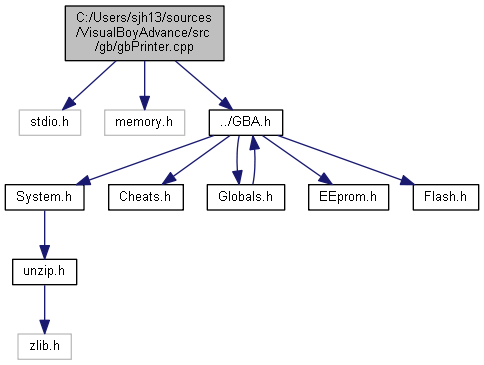 C:/Users/sjh13/sources
/VisualBoyAdvance/src
/gb/gbPrinter.cpp
stdio.h
memory.h
../GBA.h
System.h
Cheats.h
Globals.h
EEprom.h
Flash.h
unzip.h
zlib.h